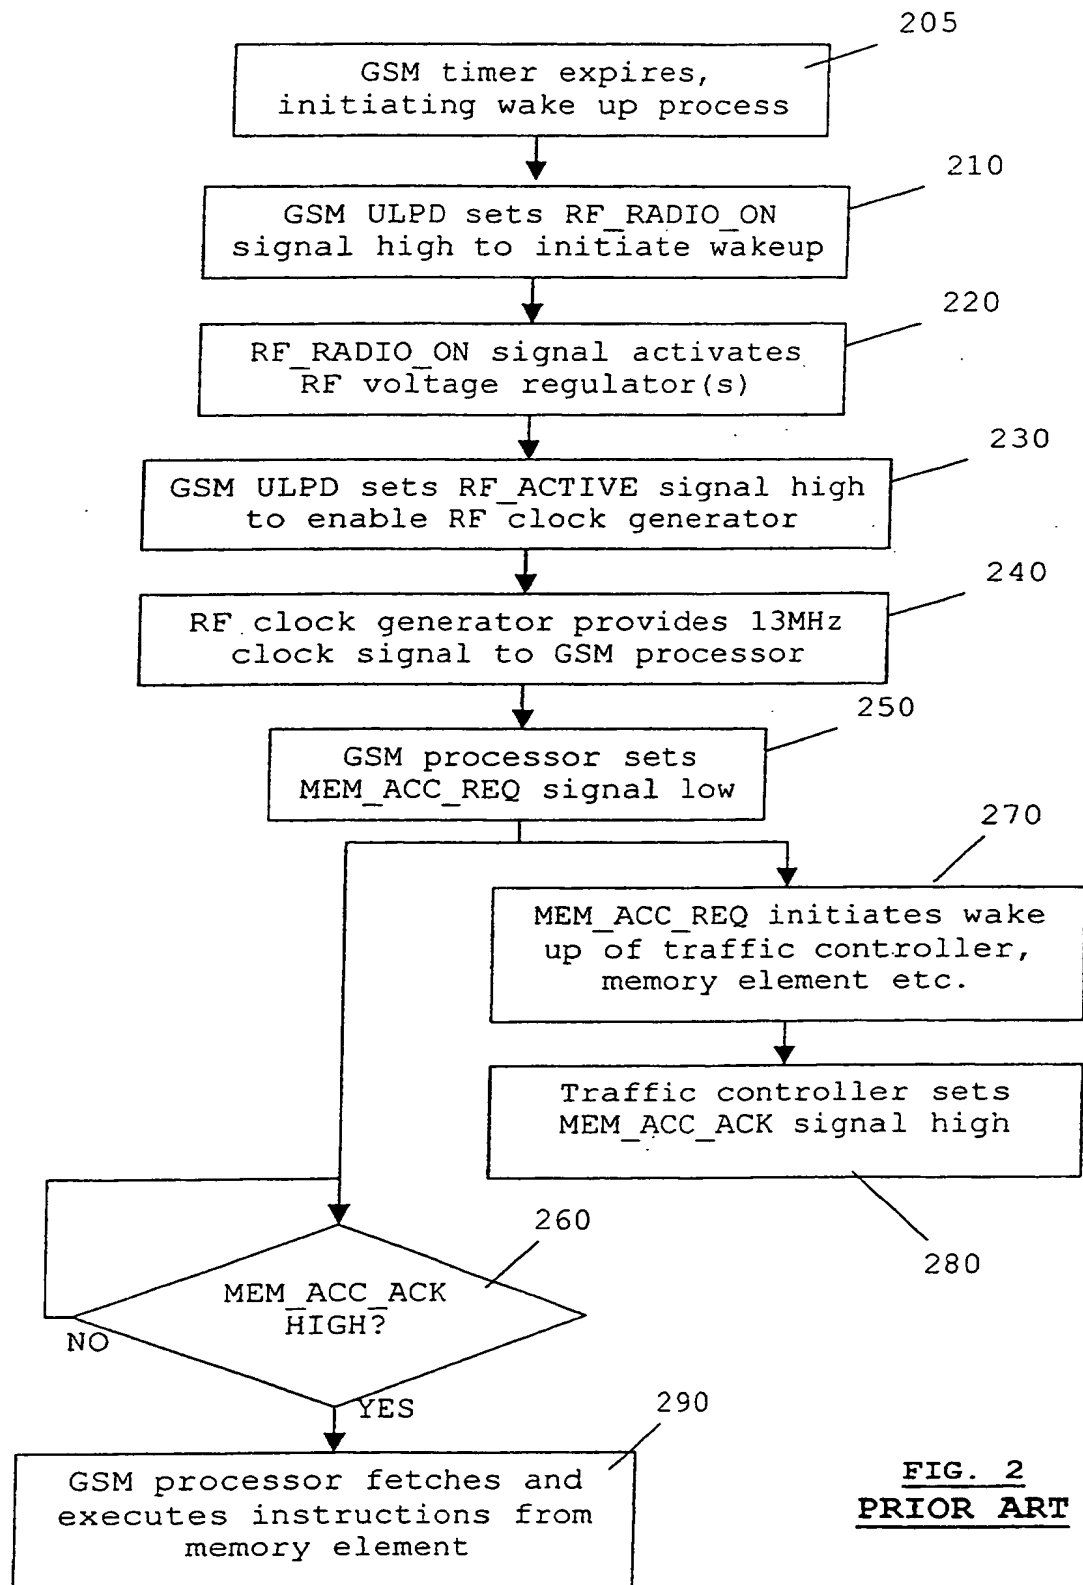 205
GSM timer expires,
initiating wake up process
210
GSM ULPD sets RF_RADIO_ON
signal high to initiate wakeup
220
RF_RADIO_ON signal activates
RF voltage regulator(s)
230
GSM ULPD sets RF_ACTIVE signal high
to enable RF clock generator
240
RF clock generator provides 13MHz
clock signal to GSM processor
250
GSM processor sets
MEM_ACC_REQ signal low
270
MEM_ACC_REQ initiates wake
up of traffic controller,
memory element etc.
Traffic controller sets
MEM_ACC_ACK signal high
280
260
MEM_ACC_ACK
HIGH?
NO
YES
290
GSM processor fetches and
executes instructions from
memory element
FIG. 2
PRIOR ART